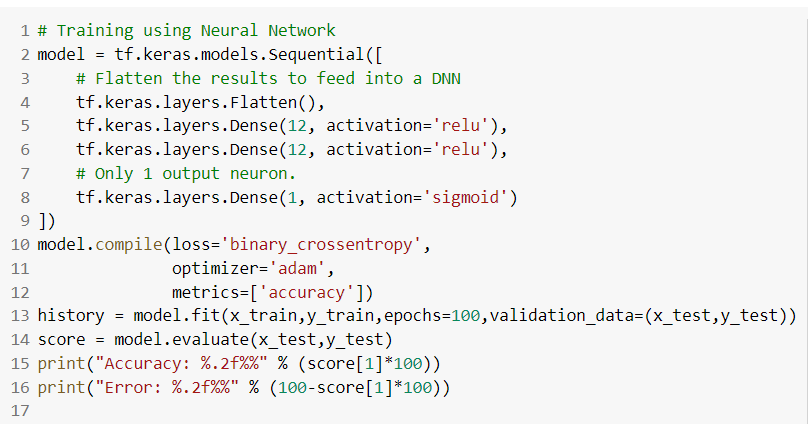 1 # Training using Neural Network
2 model = tf.keras.models.Sequential([
3     # Flatten the results to feed into a DNN
4     tf.keras.layers.Flatten(),
5     tf.keras.layers.Dense(12, activation='relu'),
6     tf.keras.layers.Dense(12, activation='relu'),
7     # Only 1 output neuron.
8     tf.keras.layers.Dense(1, activation='sigmoid')
9 ])
10 model.compile(loss='binary_crossentropy',
11               optimizer='adam',
12               metrics=['accuracy'])
13 history = model.fit(x_train,y_train,epochs=100,validation_data=(x_test,y_test))
14 score = model.evaluate(x_test,y_test)
15 print("Accuracy: %.2f%%" % (score[1]*100))
16 print("Error: %.2f%%" % (100-score[1]*100))
17